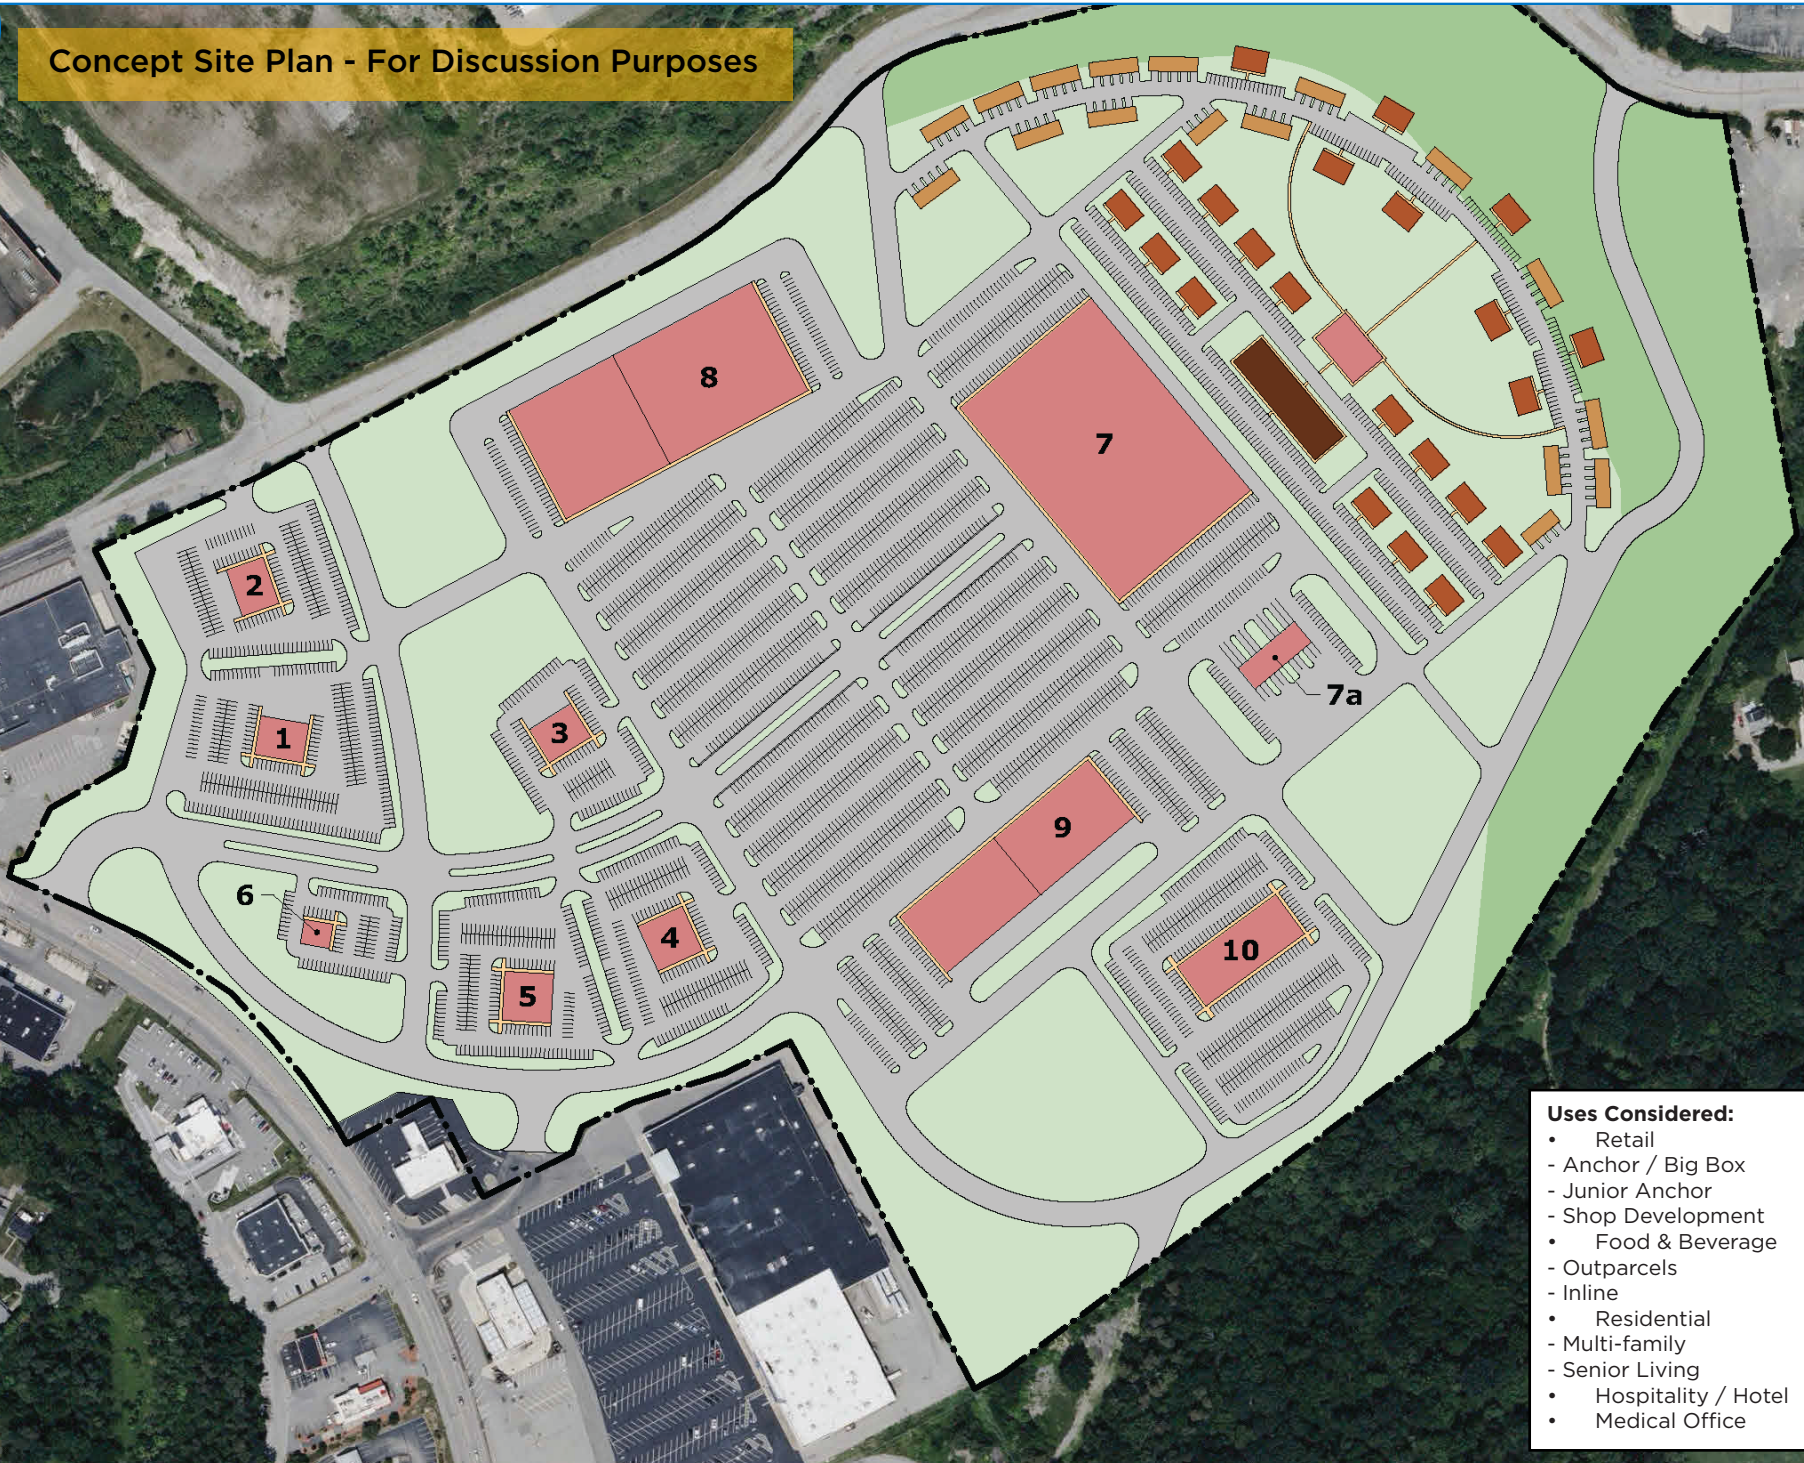 Concept Site Plan - For Discussion Purposes
8
7
2
1
3
7a
9
6
4
5
10
Uses Considered:
• Retail
- Anchor / Big Box
- Junior Anchor
- Shop Development
• Food & Beverage
- Outparcels
- Inline
• Residential
- Multi-family
- Senior Living
• Hospitality / Hotel
• Medical Office